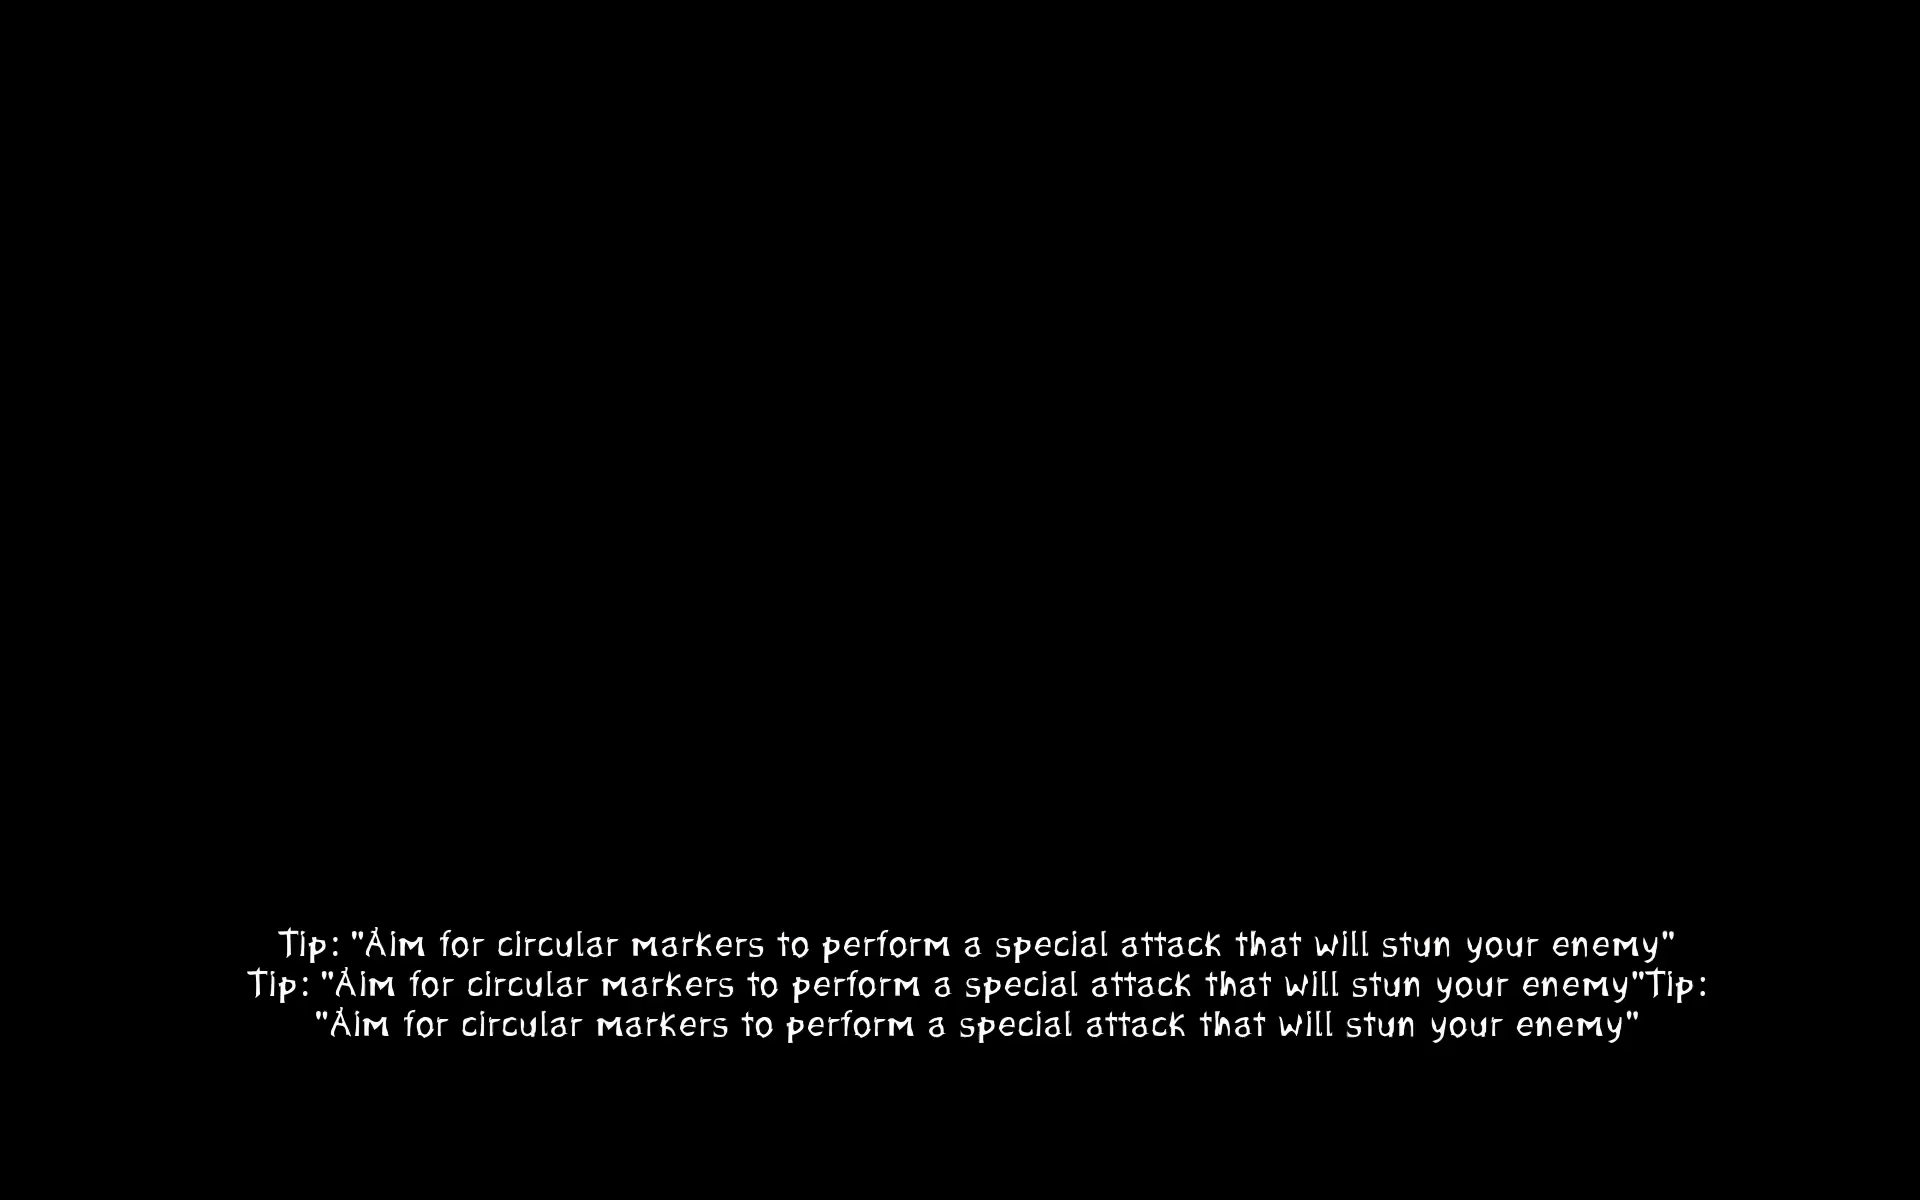 Tip: "Aim for circular markers to perform a special attack that will stun your enemy"
Tip: "Aim for circular markers to perform a special attack that will stun your enemy"Tip:
"Aim for circular markers to perform a special attack that will stun your enemy"